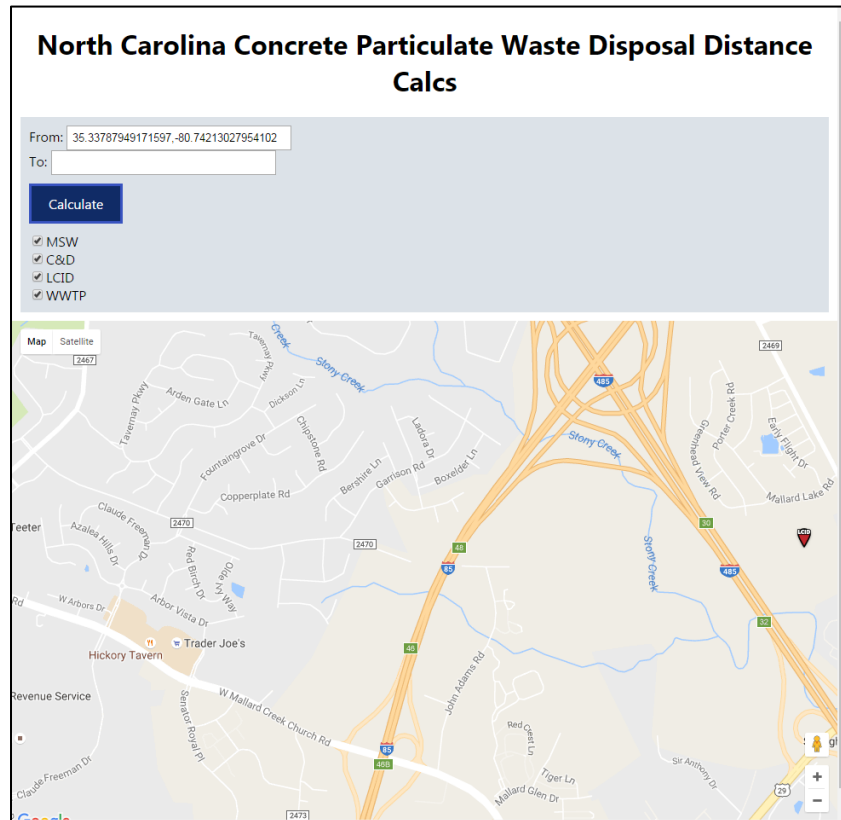 North Carolina Concrete Particulate Waste Disposal Distance
Calcs
From: 35.33787949171597,-80.74213027954102
To:
Calculate
MSW
C&D
LCID
WWTP
Map Satellite
2467
Tavernay Pkwy
Stony Creek
2469
Arden Gate Ln
Dickson Ln
485
Tavernay Pkwy
Fountaingrove Dr
Chipstone Rd
Ladora Dr
Stony Creek
Porter Creek Rd
Greenhead View Rd
Early Flight Dr
Bershire Ln
Garrison Rd
Boxelder Ln
Copperplate Rd
Mallard Lake Rd
Claude Freeman Dr
Teeter
Azalea Hills Dr
2470
2470
48
30
LCID
Red Birch Dr
Olde Ivy Way
85
Stony Creek
485
W Arbors Dr
Arbor Vista Dr
Rd
32
Trader Joe's
Hickory Tavern
46
John Adams Rd
Revenue Service
Senator Royal Pl
W Mallard Creek Church Rd
Red Clest Ln
85
46B
Claude Freeman Dr
Tiger Ln
Sir Anthony Dr
Mallard Glen Dr
29
+
−
Google
2473